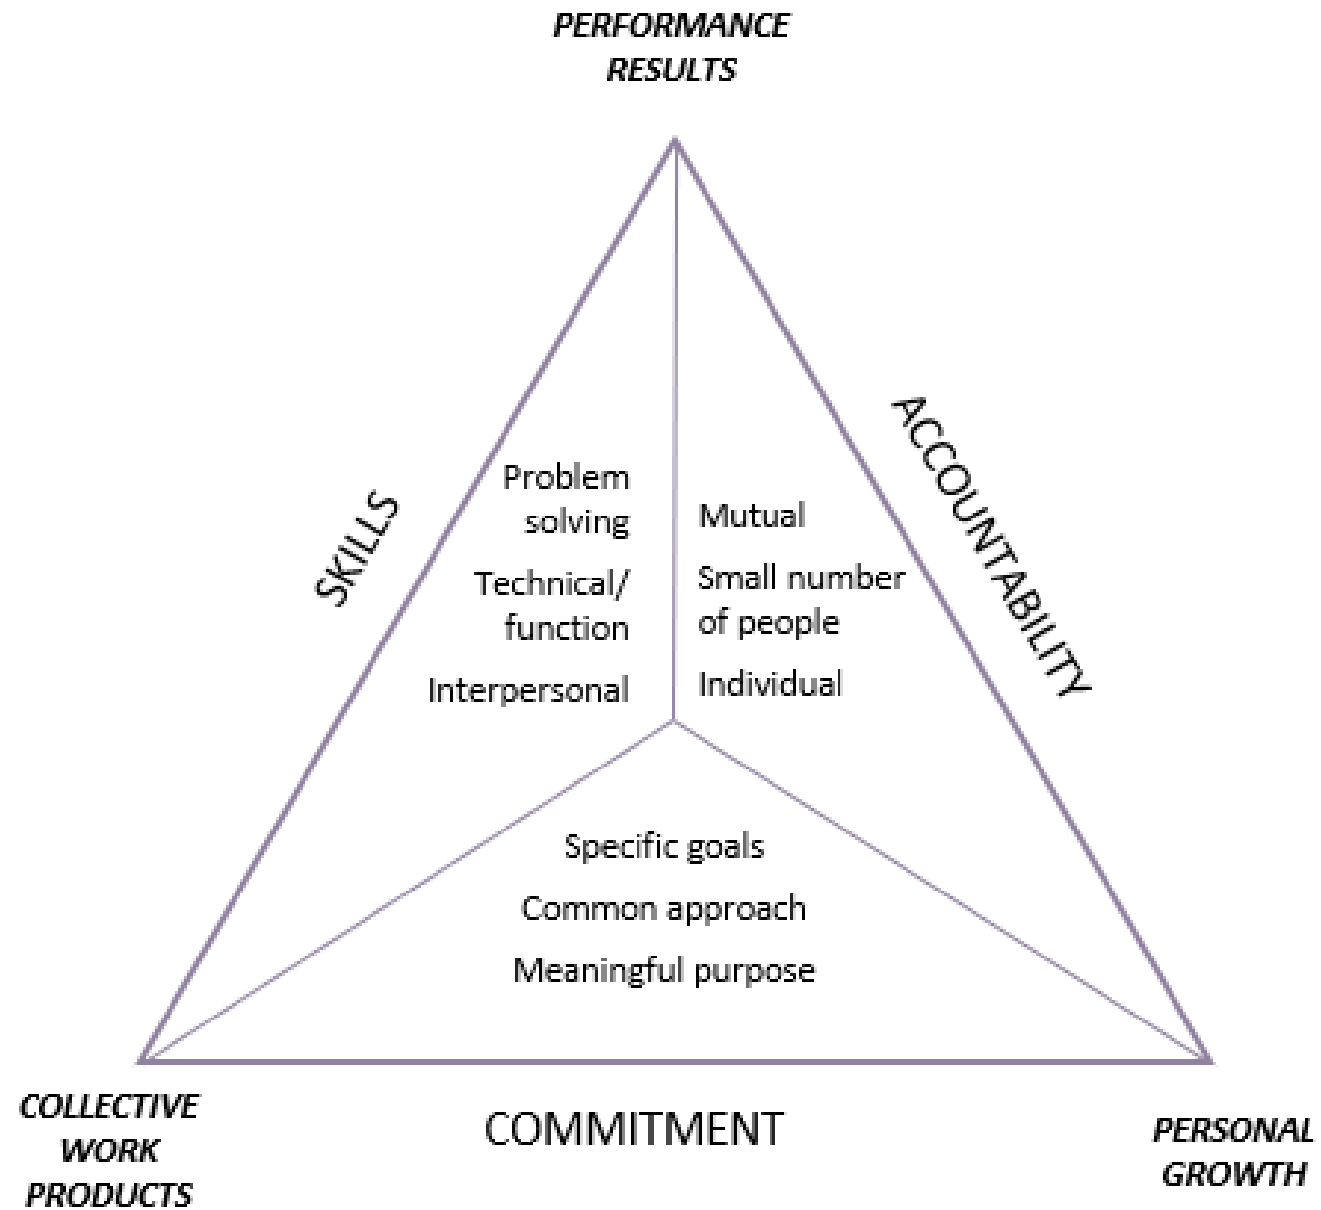 PERFORMANCE
RESULTS
SKILLS
ACCOUNTABILITY
Problem
solving
Technical/
function
Interpersonal
Mutual
Small number
of people
Individual
Specific goals
Common approach
Meaningful purpose
COLLECTIVE
WORK
PRODUCTS
COMMITMENT
PERSONAL
GROWTH